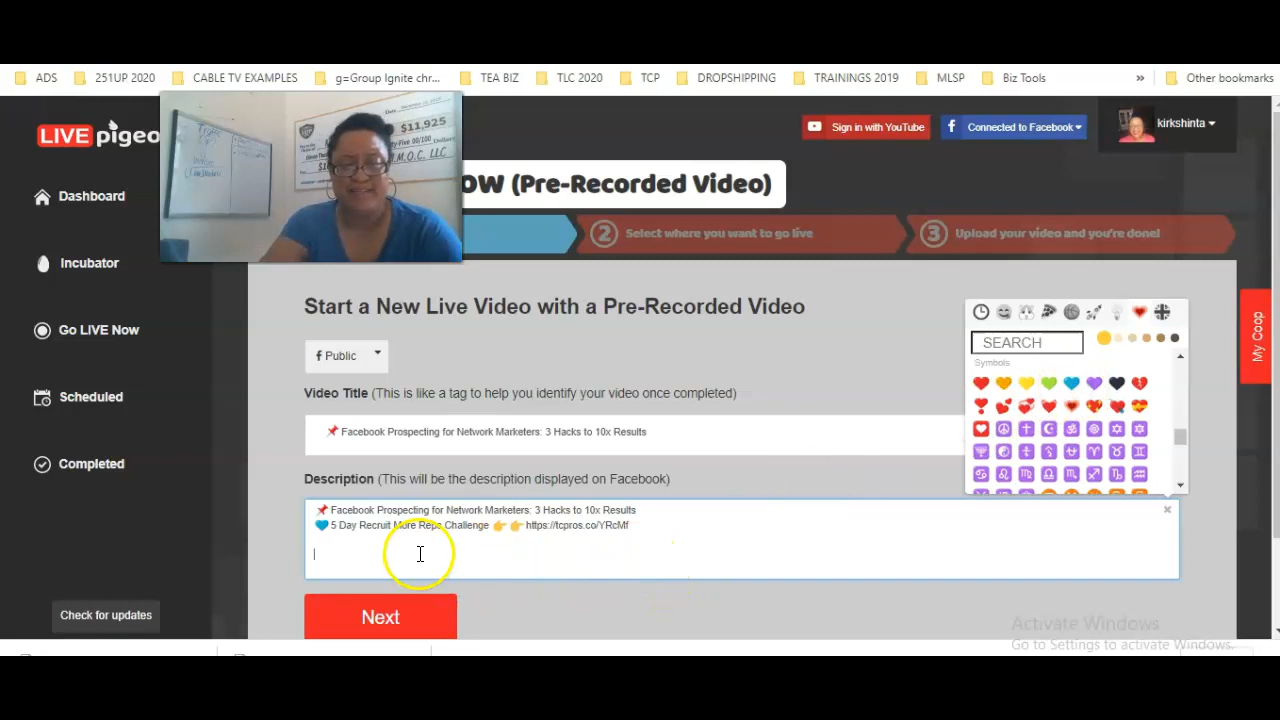 ADS 251UP 2020 CABLE TV EXAMPLES g=Group Ignite chr... TEA BIZ TLC 2020 TCP DROPSHIPPING TRAININGS 2019 MLSP Biz Tools » Other bookmarks
LIVE pigeo
Sign in with YouTube
Connected to Facebook
kirkshinta
$11,925
M.O.C. LLC
OW (Pre-Recorded Video)
2 Select where you want to go live
3 Upload your video and you're done!
Dashboard
Incubator
Go LIVE Now
Scheduled
Completed
Check for updates
Start a New Live Video with a Pre-Recorded Video
Public
Video Title (This is like a tag to help you identify your video once completed)
📌 Facebook Prospecting for Network Marketers: 3 Hacks to 10x Results
Description (This will be the description displayed on Facebook)
📌 Facebook Prospecting for Network Marketers: 3 Hacks to 10x Results
💙 5 Day Recruit More Reps Challenge 👉 👉 https://tcpros.co/YRcMf
Next
SEARCH
Symbols
My Coop
Activate Windows
Go to Settings to activate Windows.